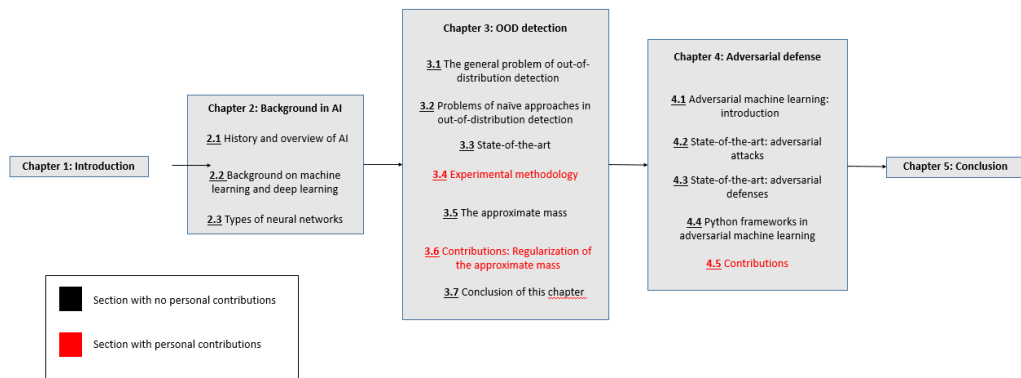 Chapter 1: Introduction
Chapter 2: Background in AI
2.1 History and overview of AI
2.2 Background on machine
learning and deep learning
2.3 Types of neural networks
Chapter 3: OOD detection
3.1 The general problem of out-of-
distribution detection
3.2 Problems of naïve approaches in
out-of-distribution detection
3.3 State-of-the-art
3.4 Experimental methodology
3.5 The approximate mass
3.6 Contributions: Regularization of
the approximate mass
3.7 Conclusion of this chapter
Chapter 4: Adversarial defense
4.1 Adversarial machine learning:
introduction
4.2 State-of-the-art: adversarial
attacks
4.3 State-of-the-art: adversarial
defenses
4.4 Python frameworks in
adversarial machine learning
4.5 Contributions
Chapter 5: Conclusion
Section with no personal contributions
Section with personal contributions